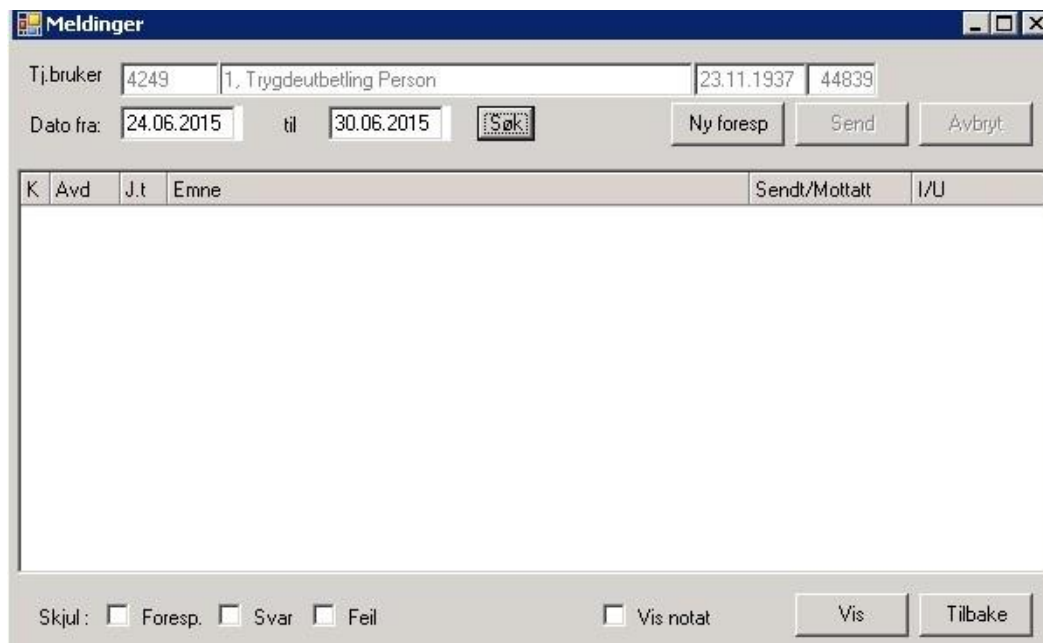 Meldinger
Tj.bruker 4249 1, Trygdeutbetling Person 23.11.1937 44839
Dato fra: 24.06.2015 til 30.06.2015 Søk Ny foresp Send Avbryt
K Avd J.t Emne Sendt/Mottatt I/U
Skjul : Foresp. Svar Feil Vis notat Vis Tilbake